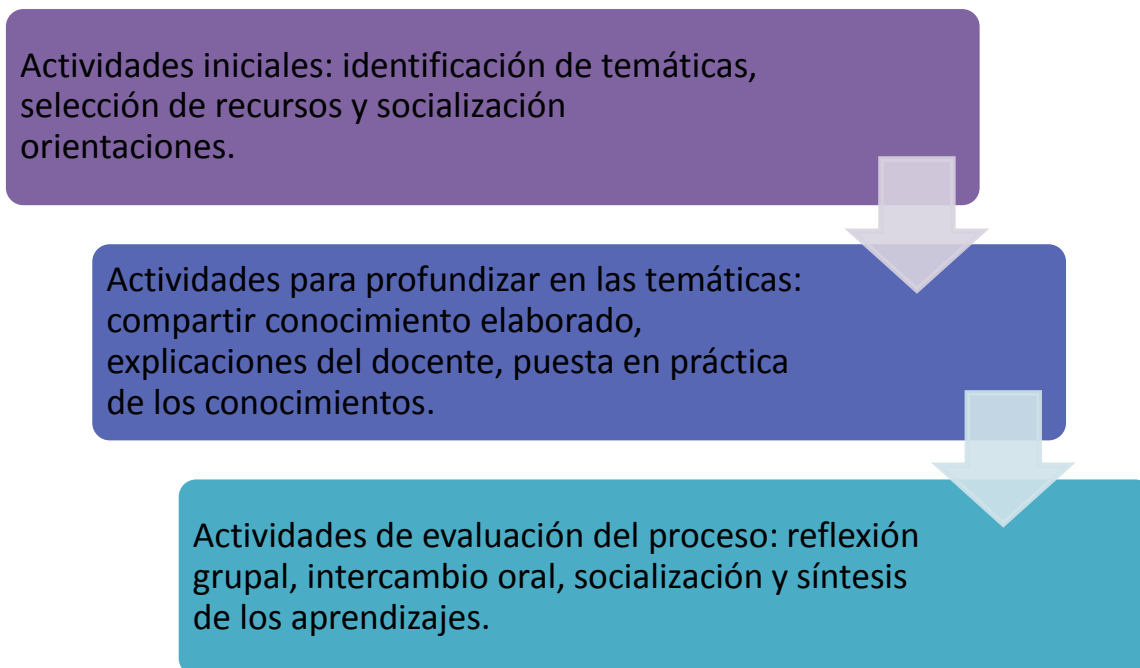 Actividades iniciales: identificación de temáticas,
selección de recursos y socialización
orientaciones.
Actividades para profundizar en las temáticas:
compartir conocimiento elaborado,
explicaciones del docente, puesta en práctica
de los conocimientos.
Actividades de evaluación del proceso: reflexión
grupal, intercambio oral, socialización y síntesis
de los aprendizajes.